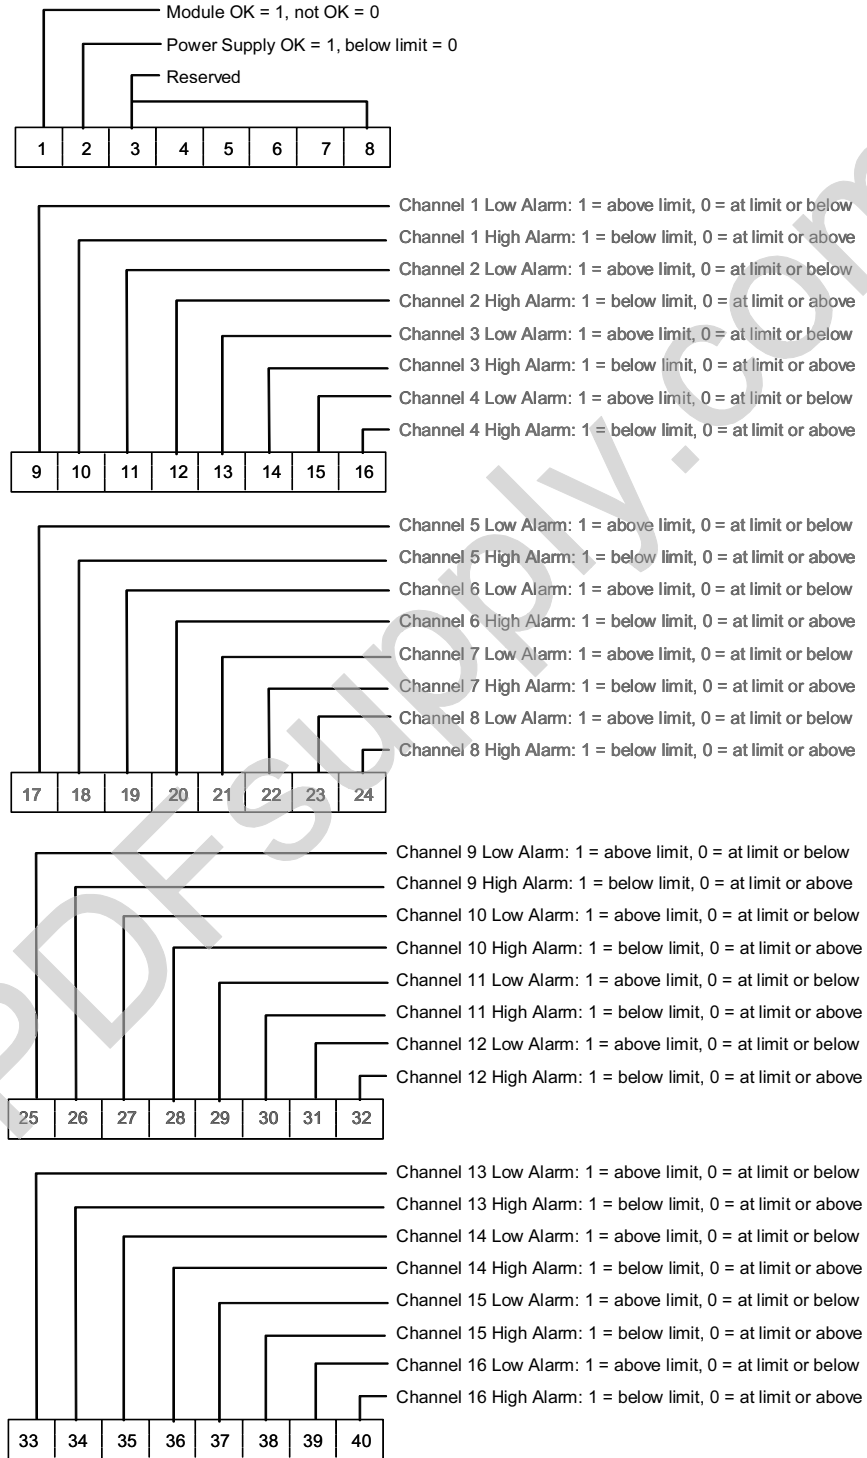 Module OK = 1, not OK = 0
Power Supply OK = 1, below limit = 0
Reserved
1 2 3 4 5 6 7 8
Channel 1 Low Alarm: 1 = above limit, 0 = at limit or below
Channel 1 High Alarm: 1 = below limit, 0 = at limit or above
Channel 2 Low Alarm: 1 = above limit, 0 = at limit or below
Channel 2 High Alarm: 1 = below limit, 0 = at limit or above
Channel 3 Low Alarm: 1 = above limit, 0 = at limit or below
Channel 3 High Alarm: 1 = below limit, 0 = at limit or above
Channel 4 Low Alarm: 1 = above limit, 0 = at limit or below
Channel 4 High Alarm: 1 = below limit, 0 = at limit or above
9 10 11 12 13 14 15 16
Channel 5 Low Alarm: 1 = above limit, 0 = at limit or below
Channel 5 High Alarm: 1 = below limit, 0 = at limit or above
Channel 6 Low Alarm: 1 = above limit, 0 = at limit or below
Channel 6 High Alarm: 1 = below limit, 0 = at limit or above
Channel 7 Low Alarm: 1 = above limit, 0 = at limit or below
Channel 7 High Alarm: 1 = below limit, 0 = at limit or above
Channel 8 Low Alarm: 1 = above limit, 0 = at limit or below
Channel 8 High Alarm: 1 = below limit, 0 = at limit or above
17 18 19 20 21 22 23 24
Channel 9 Low Alarm: 1 = above limit, 0 = at limit or below
Channel 9 High Alarm: 1 = below limit, 0 = at limit or above
Channel 10 Low Alarm: 1 = above limit, 0 = at limit or below
Channel 10 High Alarm: 1 = below limit, 0 = at limit or above
Channel 11 Low Alarm: 1 = above limit, 0 = at limit or below
Channel 11 High Alarm: 1 = below limit, 0 = at limit or above
Channel 12 Low Alarm: 1 = above limit, 0 = at limit or below
Channel 12 High Alarm: 1 = below limit, 0 = at limit or above
25 26 27 28 29 30 31 32
Channel 13 Low Alarm: 1 = above limit, 0 = at limit or below
Channel 13 High Alarm: 1 = below limit, 0 = at limit or above
Channel 14 Low Alarm: 1 = above limit, 0 = at limit or below
Channel 14 High Alarm: 1 = below limit, 0 = at limit or above
Channel 15 Low Alarm: 1 = above limit, 0 = at limit or below
Channel 15 High Alarm: 1 = below limit, 0 = at limit or above
Channel 16 Low Alarm: 1 = above limit, 0 = at limit or below
Channel 16 High Alarm: 1 = below limit, 0 = at limit or above
33 34 35 36 37 38 39 40
PDFsupply.com